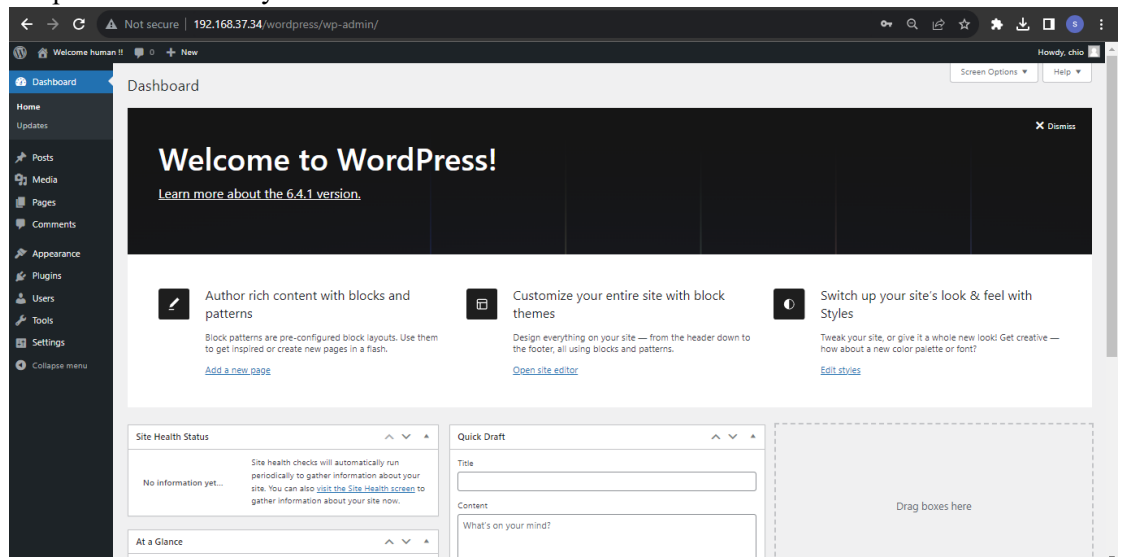 Not secure | 192.168.37.34/wordpress/wp-admin/
S
Welcome human !! 0 + New
Howdy, chio
Dashboard
Home
Updates
Posts
Media
Pages
Comments
Appearance
Plugins
Users
Tools
Settings
Collapse menu
Dashboard
Screen Options ▼
Help ▼
Dismiss
Welcome to WordPress!
Learn more about the 6.4.1 version.
Author rich content with blocks and
patterns
Block patterns are pre-configured block layouts. Use them
to get inspired or create new pages in a flash.
Add a new page
Customize your entire site with block
themes
Design everything on your site — from the header down to
the footer, all using blocks and patterns.
Open site editor
Switch up your site's look & feel with
Styles
Tweak your site, or give it a whole new look! Get creative —
how about a new color palette or font?
Edit styles
Site Health Status
No information yet...
Site health checks will automatically run
periodically to gather information about your
site. You can also visit the Site Health screen to
gather information about your site now.
At a Glance
Quick Draft
Title
Content
What's on your mind?
Drag boxes here